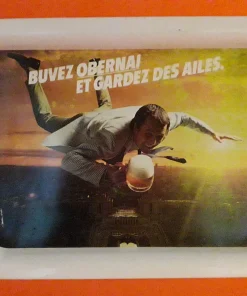 BUVEZ OBERNAI
ET GARDEZ DES AILES.